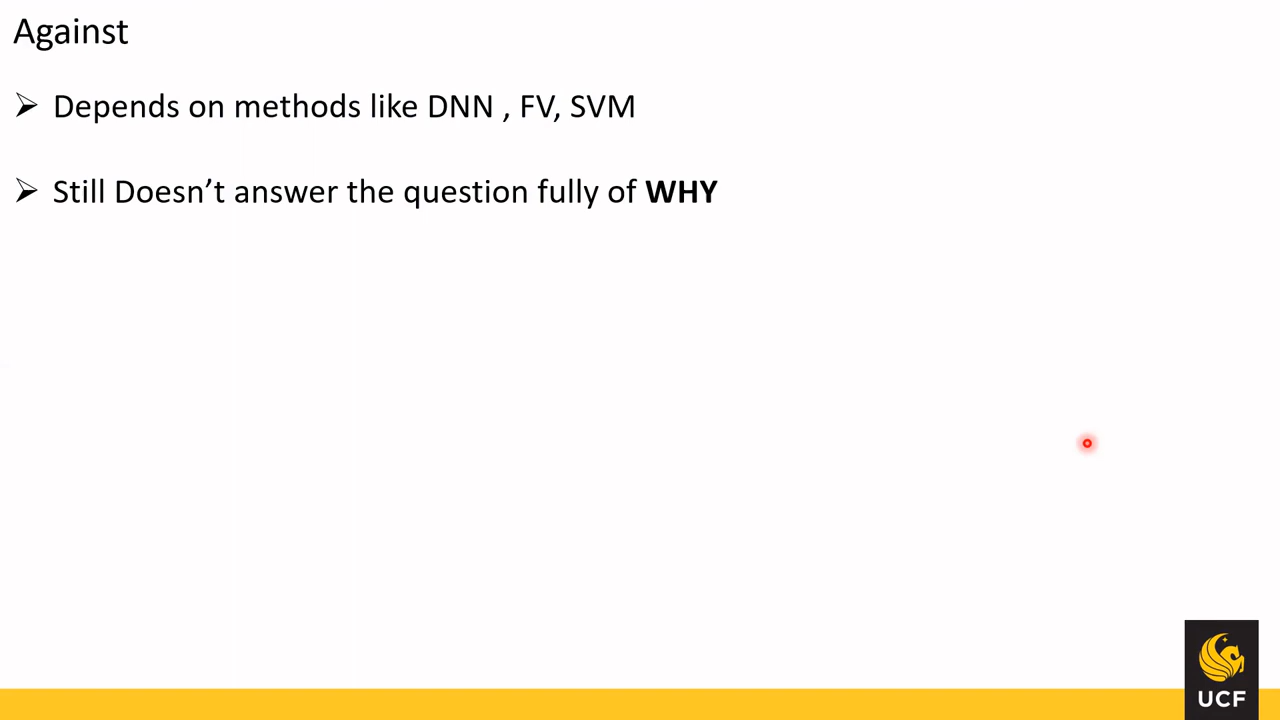 Against
➢ Depends on methods like DNN , FV, SVM
➢ Still Doesn’t answer the question fully of WHY
UCF